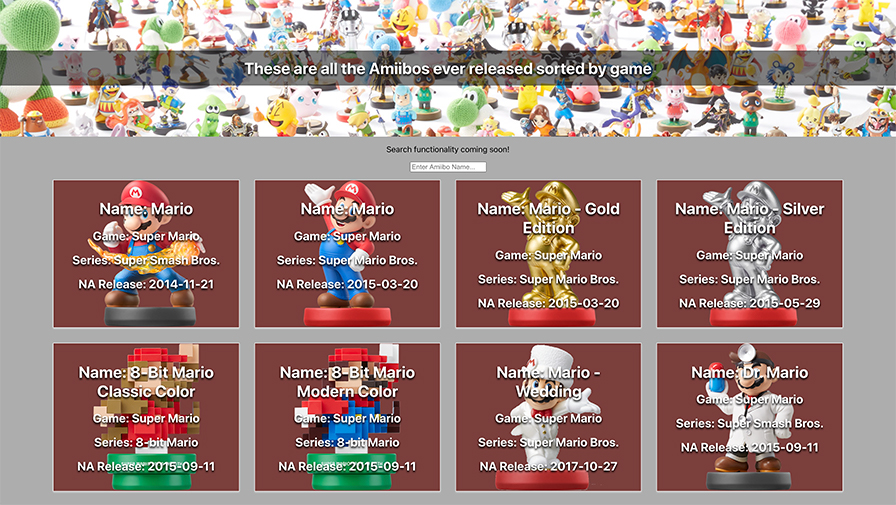 These are all the Amiibos ever released sorted by game
Search functionality coming soon!
Enter Amiibo Name...
Name: Mario
Game: Super Mario
Series: Super Smash Bros.
NA Release: 2014-11-21
Name: Mario
Game: Super Mario
Series: Super Mario Bros.
NA Release: 2015-03-20
Name: Mario - Gold
Edition
Game: Super Mario
Series: Super Mario Bros.
NA Release: 2015-03-20
Name: Mario - Silver
Edition
Game: Super Mario
Series: Super Mario Bros.
NA Release: 2015-05-29
Name: 8-Bit Mario
Classic Color
Game: Super Mario
Series: 8-bit Mario
NA Release: 2015-09-11
Name: 8-Bit Mario
Modern Color
Game: Super Mario
Series: 8-bit Mario
NA Release: 2015-09-11
Name: Mario -
Wedding
Game: Super Mario
Series: Super Mario Bros.
NA Release: 2017-10-27
Name: Dr. Mario
Game: Super Mario
Series: Super Smash Bros.
NA Release: 2015-09-11